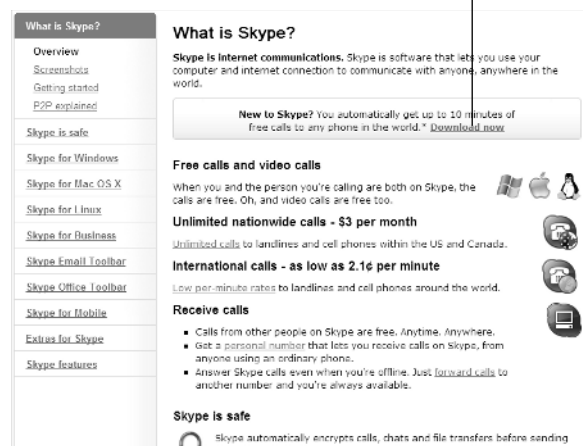 What is Skype?
Overview
Screenshots
Getting started
P2P explained
Skype is safe
Skype for Windows
Skype for Mac OS X
Skype for Linux
Skype for Business
Skype Email Toolbar
Skype Office Toolbar
Skype for Mobile
Extras for Skype
Skype features
What is Skype?
Skype is internet communications. Skype is software that lets you use your
computer and internet connection to communicate with anyone, anywhere in the
world.
New to Skype? You automatically get up to 10 minutes of
free calls to any phone in the world.* Download now
Free calls and video calls
When you and the person you're calling are both on Skype, the
calls are free. Oh, and video calls are free too.
Unlimited nationwide calls - $3 per month
Unlimited calls to landlines and cell phones within the US and Canada.
International calls - as low as 2.1¢ per minute
Low per-minute rates to landlines and cell phones around the world.
Receive calls
Calls from other people on Skype are free. Anytime. Anywhere.
Get a personal number that lets you receive calls on Skype, from
anyone using an ordinary phone.
Answer Skype calls even when you're offline. Just forward calls to
another number and you're always available.
Skype is safe
Skype automatically encrypts calls, chats and file transfers before sending